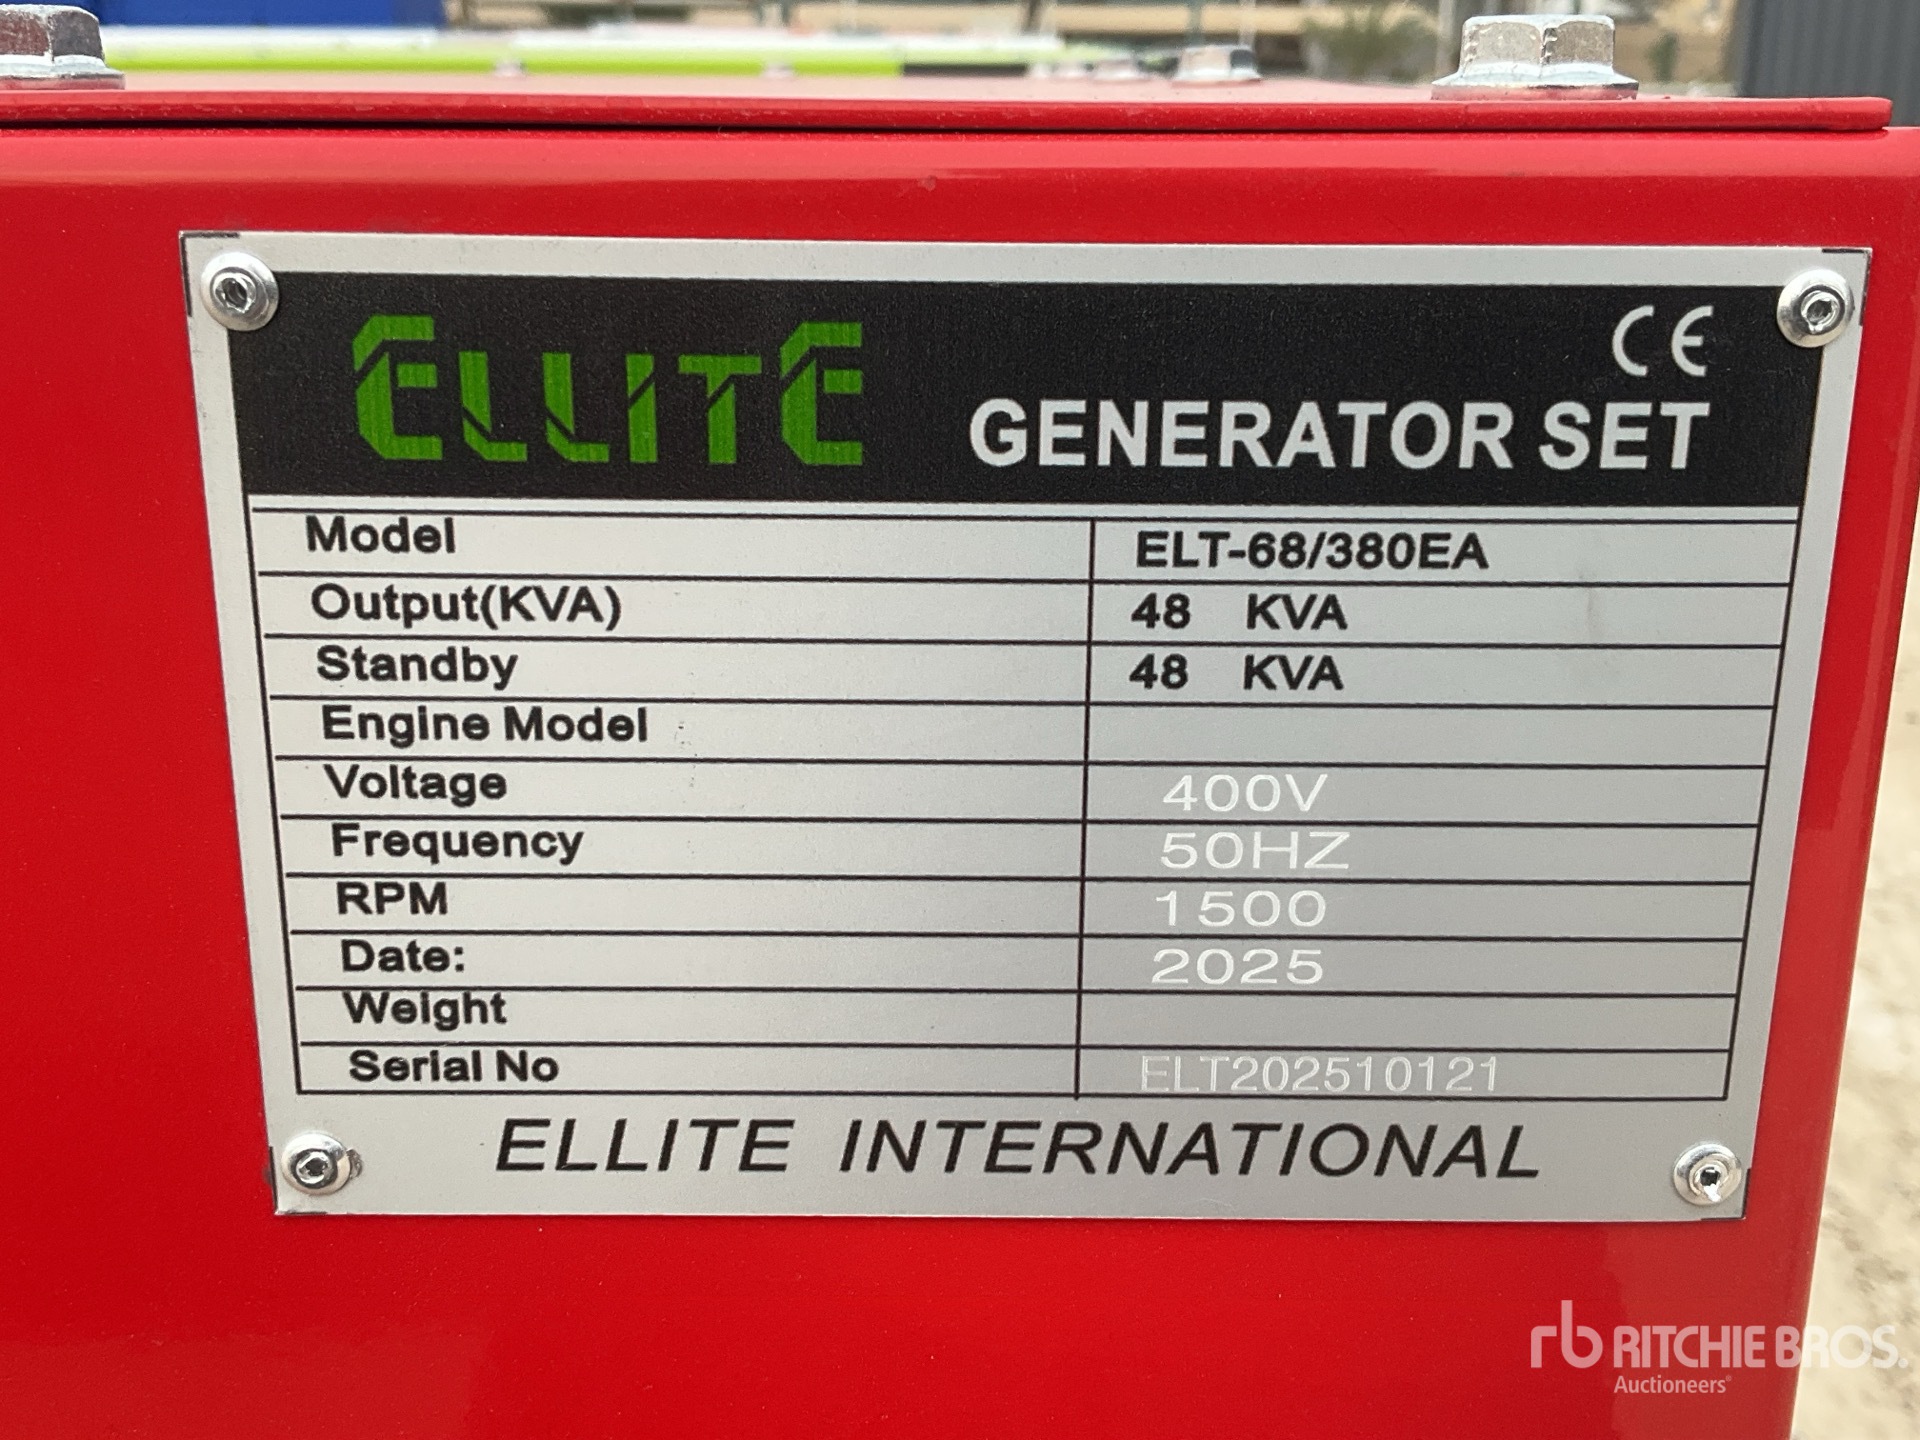 ELLITE
CE
GENERATOR SET
Model ELT-68/380EA
Output(KVA) 48 KVA
Standby 48 KVA
Engine Model
Voltage 400V
Frequency 50HZ
RPM 1500
Date: 2025
Weight
Serial No ELT202510121
ELLITE INTERNATIONAL
rb RITCHIE BROS.
Auctioneers®